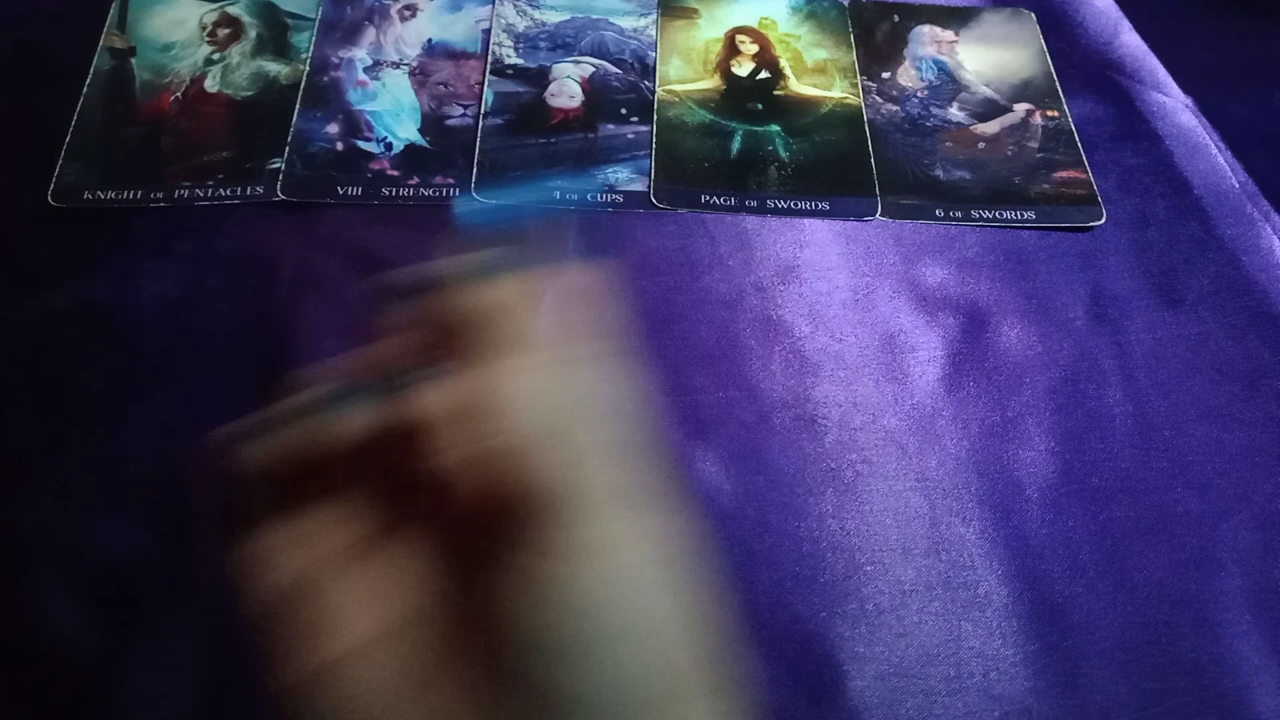 KNIGHT OF PENTACLES
VIII · STRENGTH
OF CUPS
PAGE OF SWORDS
6 OF SWORDS